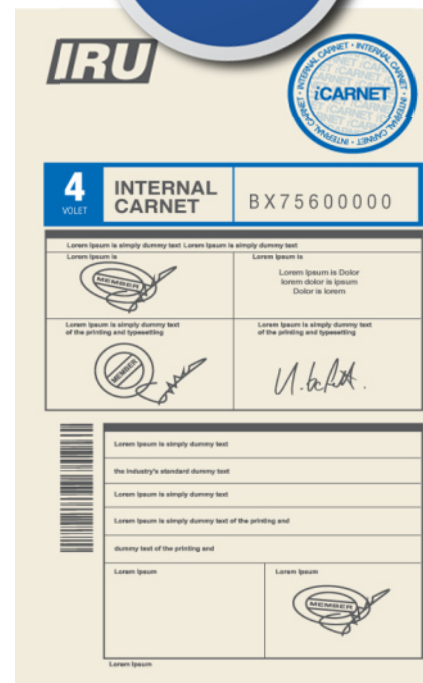 IRU
INTERNAL CARNET · INTERNAL CARNET · INTERNAL CARNET ·
iCARNET
4
VOLET
INTERNAL
CARNET
BX75600000
Lorem Ipsum is simply dummy text Lorem Ipsum is simply dummy text
Lorem Ipsum is
MEMBER
Lorem Ipsum is
Lorem Ipsum is Dolor
lorem dolor is ipsum
Dolor is lorem
Lorem Ipsum is simply dummy text
of the printing and typesetting
MEMBER
Lorem Ipsum is simply dummy text
of the printing and typesetting
Lorem Ipsum is simply dummy text
the industry's standard dummy text
Lorem Ipsum is simply dummy text
Lorem Ipsum is simply dummy text of the printing and
dummy text of the printing and
Lorem Ipsum
Lorem Ipsum
MEMBER
Lorem Ipsum